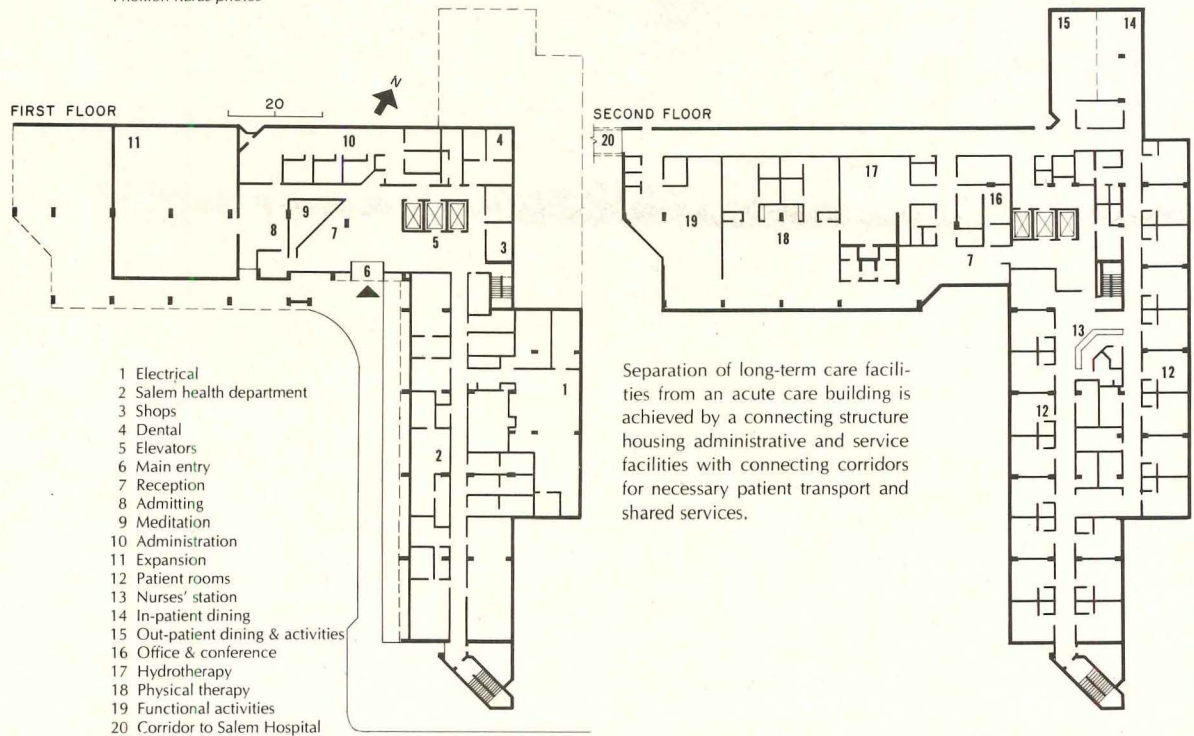 FIRST FLOOR
20
N
11
10
4
9
8
7
5
3
6
1
2
1 Electrical
2 Salem health department
3 Shops
4 Dental
5 Elevators
6 Main entry
7 Reception
8 Admitting
9 Meditation
10 Administration
11 Expansion
12 Patient rooms
13 Nurses' station
14 In-patient dining
15 Out-patient dining & activities
16 Office & conference
17 Hydrotherapy
18 Physical therapy
19 Functional activities
20 Corridor to Salem Hospital
SECOND FLOOR
15
14
20
17
16
19
18
7
13
12
12
Separation of long-term care facili-
ties from an acute care building is
achieved by a connecting structure
housing administrative and service
facilities with connecting corridors
for necessary patient transport and
shared services.